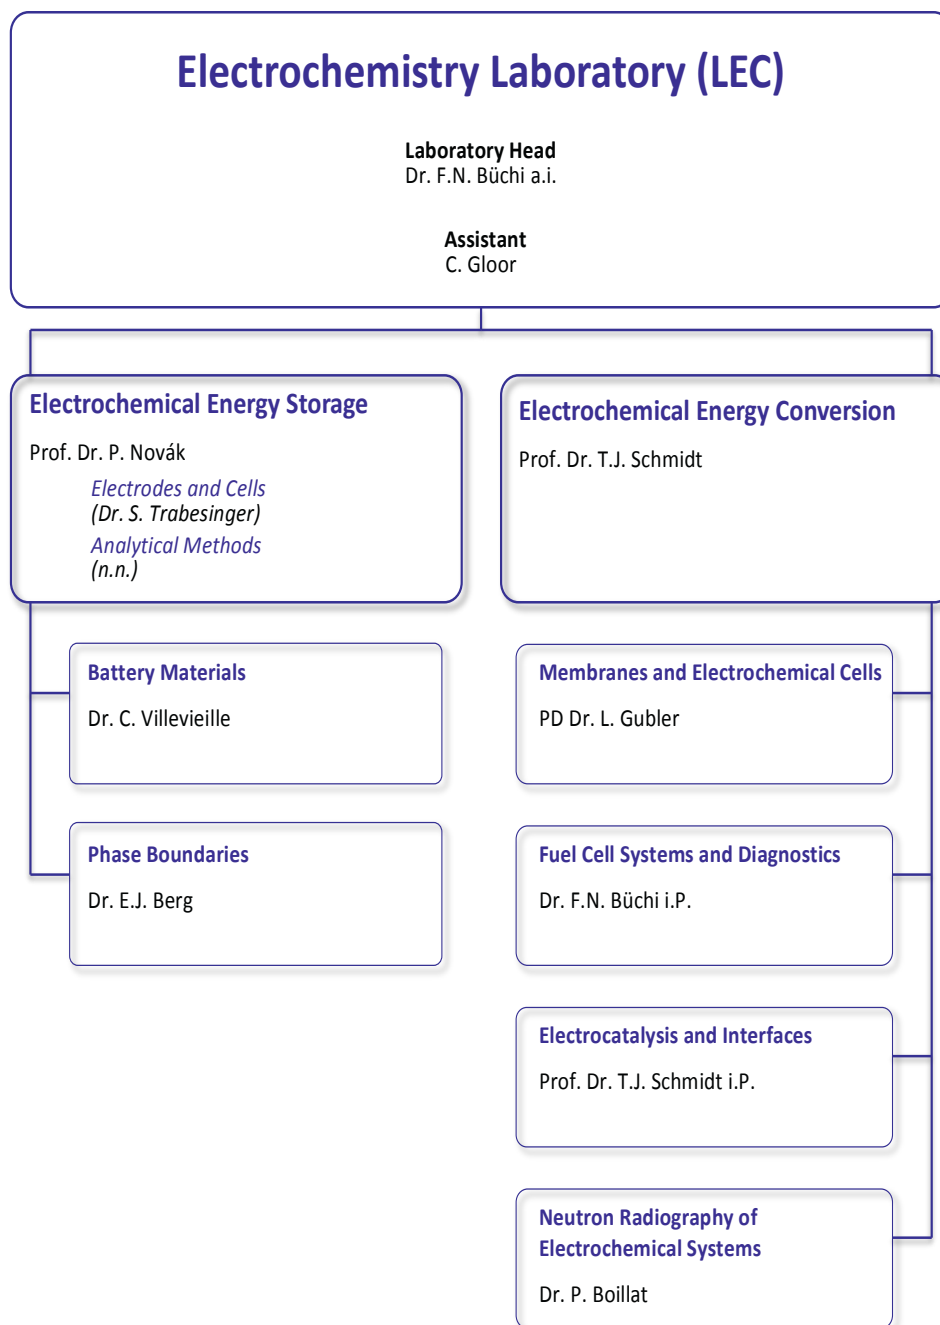 Electrochemistry Laboratory (LEC)
Laboratory Head
Dr. F.N. Büchi a.i.
Assistant
C. Gloor
Electrochemical Energy Storage
Prof. Dr. P. Novák
Electrodes and Cells
(Dr. S. Trabesinger)
Analytical Methods
(n.n.)
Electrochemical Energy Conversion
Prof. Dr. T.J. Schmidt
Battery Materials
Dr. C. Villevieille
Phase Boundaries
Dr. E.J. Berg
Membranes and Electrochemical Cells
PD Dr. L. Gubler
Fuel Cell Systems and Diagnostics
Dr. F.N. Büchi i.P.
Electrocatalysis and Interfaces
Prof. Dr. T.J. Schmidt i.P.
Neutron Radiography of
Electrochemical Systems
Dr. P. Boillat